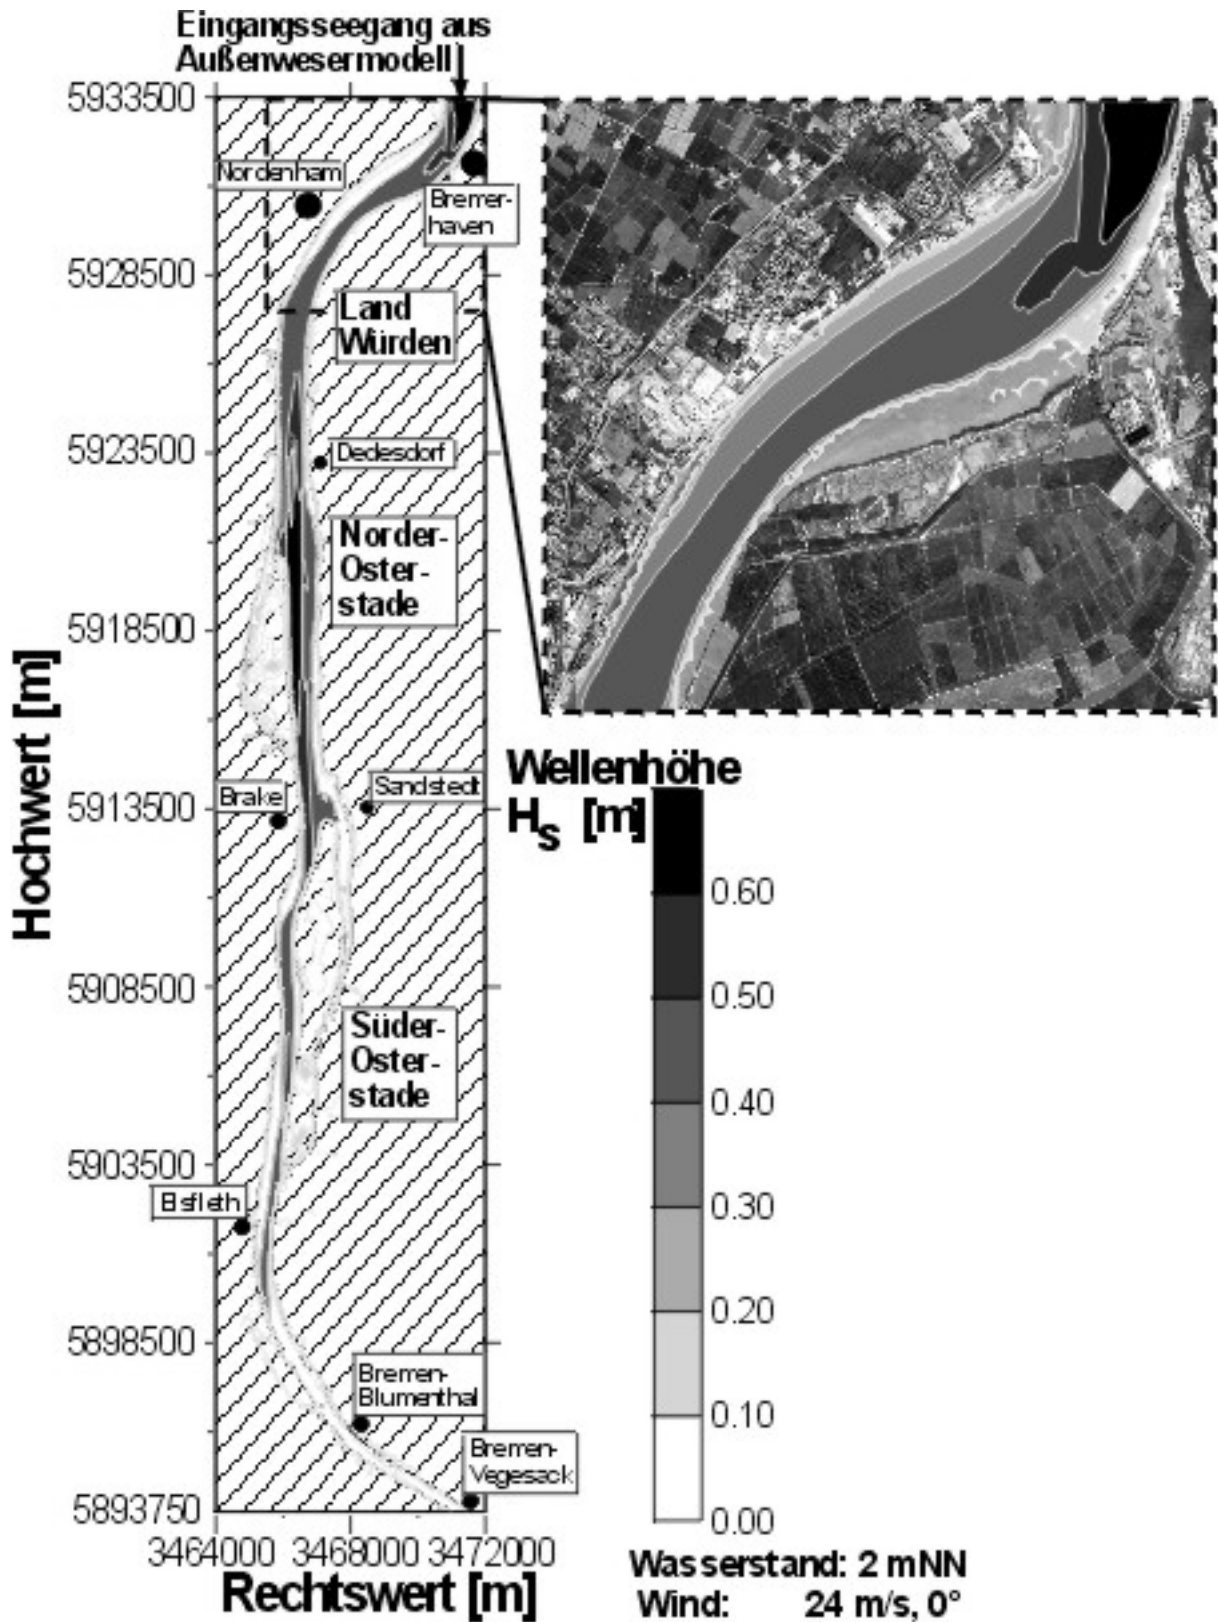 Eingangsseegang aus
Außenwesermodell
5933500
Nordenham
Bremer-
haven
5928500
Land
Würden
5923500
Dedesdorf
Norder-
Oster-
stade
5918500
Hochwert [m]
Wellenhöhe
Hs [m]
Brake
Sandstedt
5913500
0.60
0.50
5908500
Süder-
Oster-
stade
0.40
0.30
5903500
Elsfleth
0.20
0.10
5898500
Bremen-
Blumenthal
Bremen-
Vegesack
5893750
0.00
3464000 3468000 3472000
Rechtswert [m]
Wasserstand: 2 mNN
Wind: 24 m/s, 0°